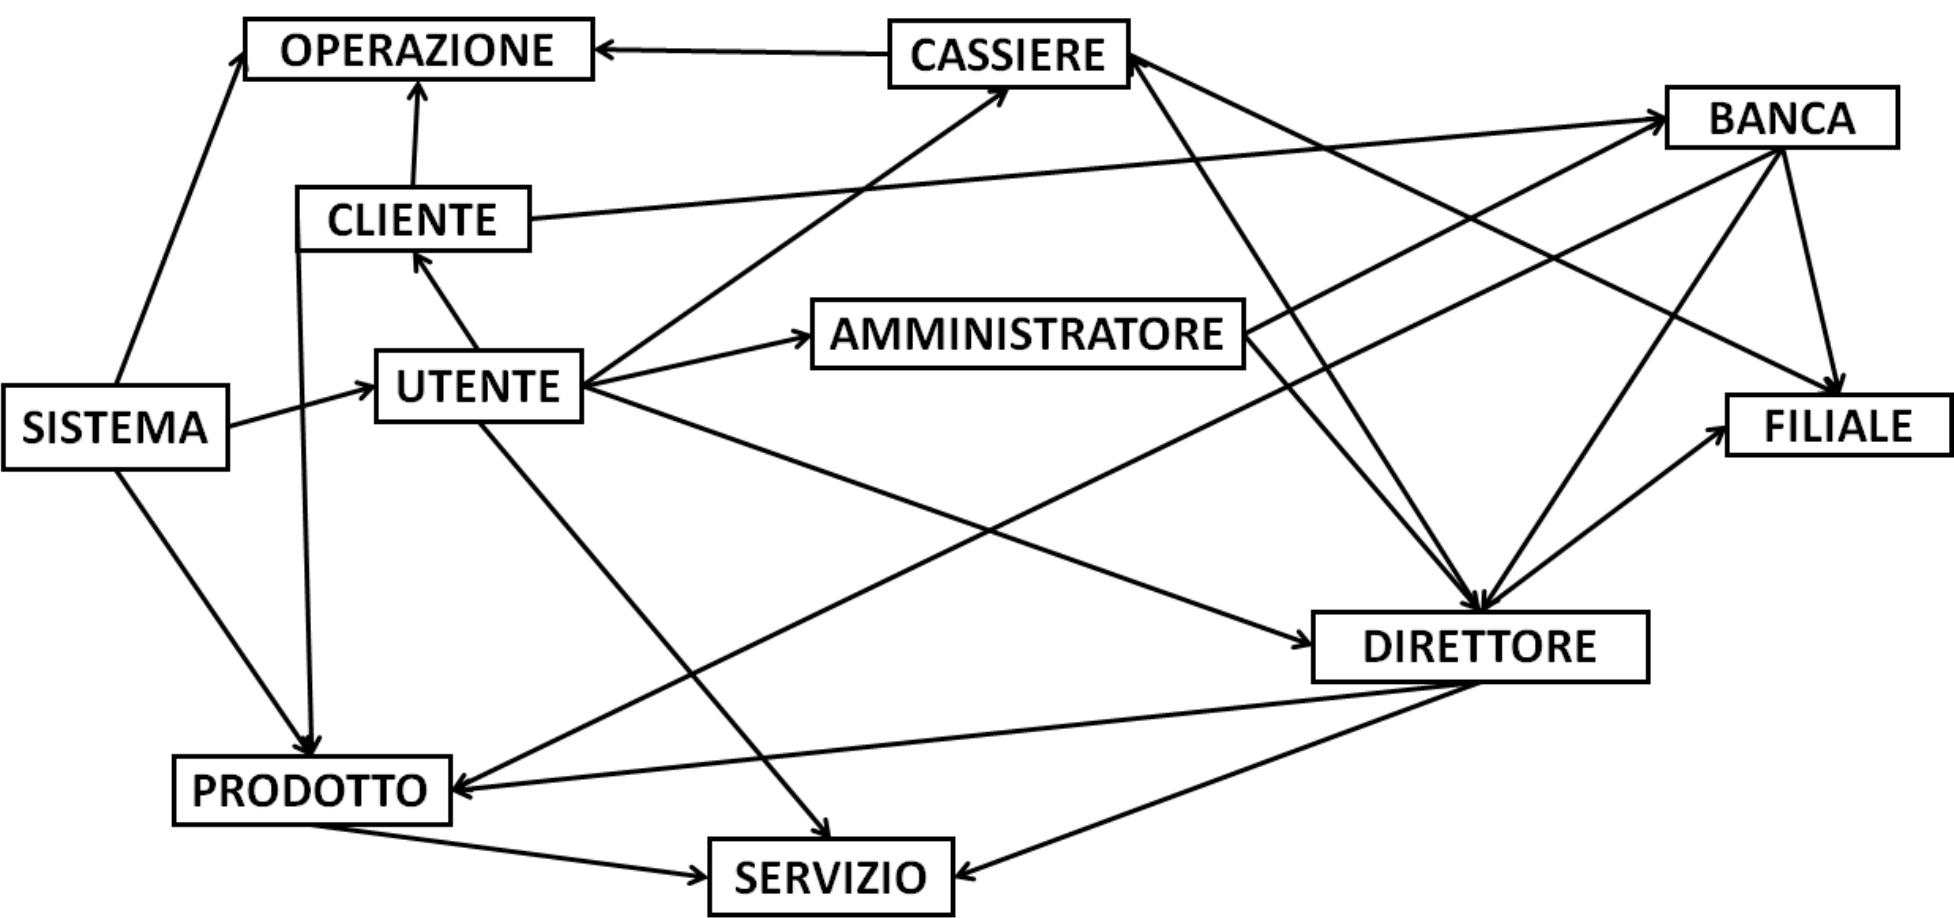 OPERAZIONE
CASSIERE
BANCA
CLIENTE
AMMINISTRATORE
UTENTE
SISTEMA
FILIALE
DIRETTORE
PRODOTTO
SERVIZIO